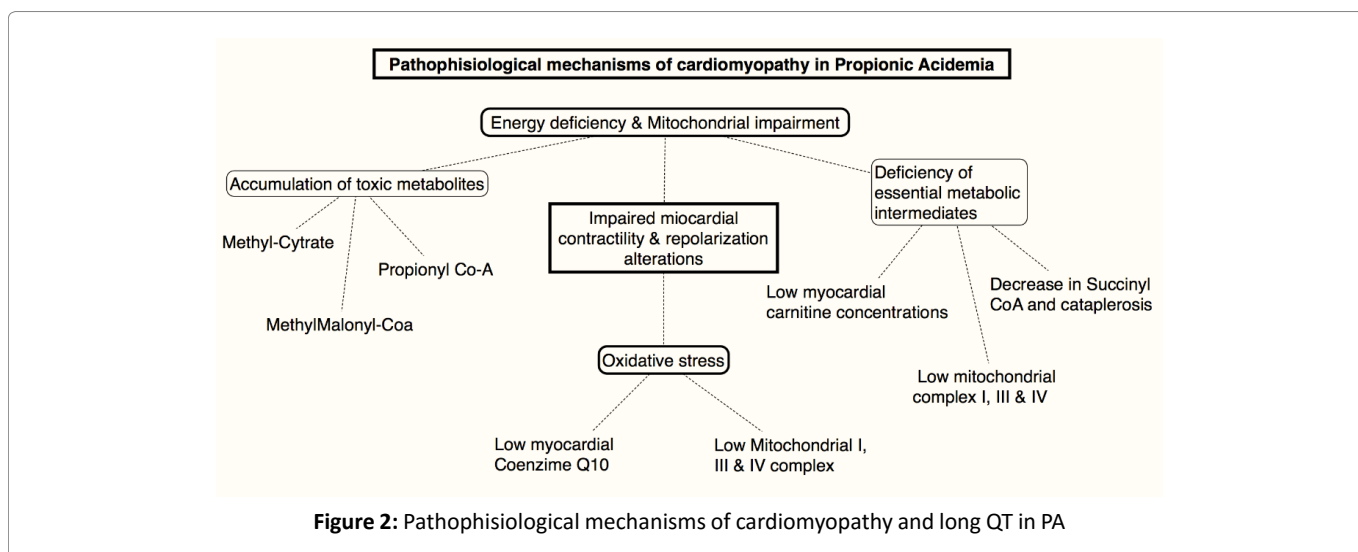 Pathophisiological mechanisms of cardiomyopathy in Propionic Acidemia
Energy deficiency & Mitochondrial impairment
Accumulation of toxic metabolites
Methyl-Cytrate
Propionyl Co-A
MethylMalonyl-Coa
Impaired miocardial
contractility & repolarization
alterations
Oxidative stress
Low myocardial
Coenzime Q10
Low Mitochondrial I,
III & IV complex
Deficiency of
essential metabolic
intermediates
Low myocardial
carnitine concentrations
Low mitochondrial
complex I, III & IV
Decrease in Succinyl
CoA and cataplerosis
Figure 2: Pathophisiological mechanisms of cardiomyopathy and long QT in PA